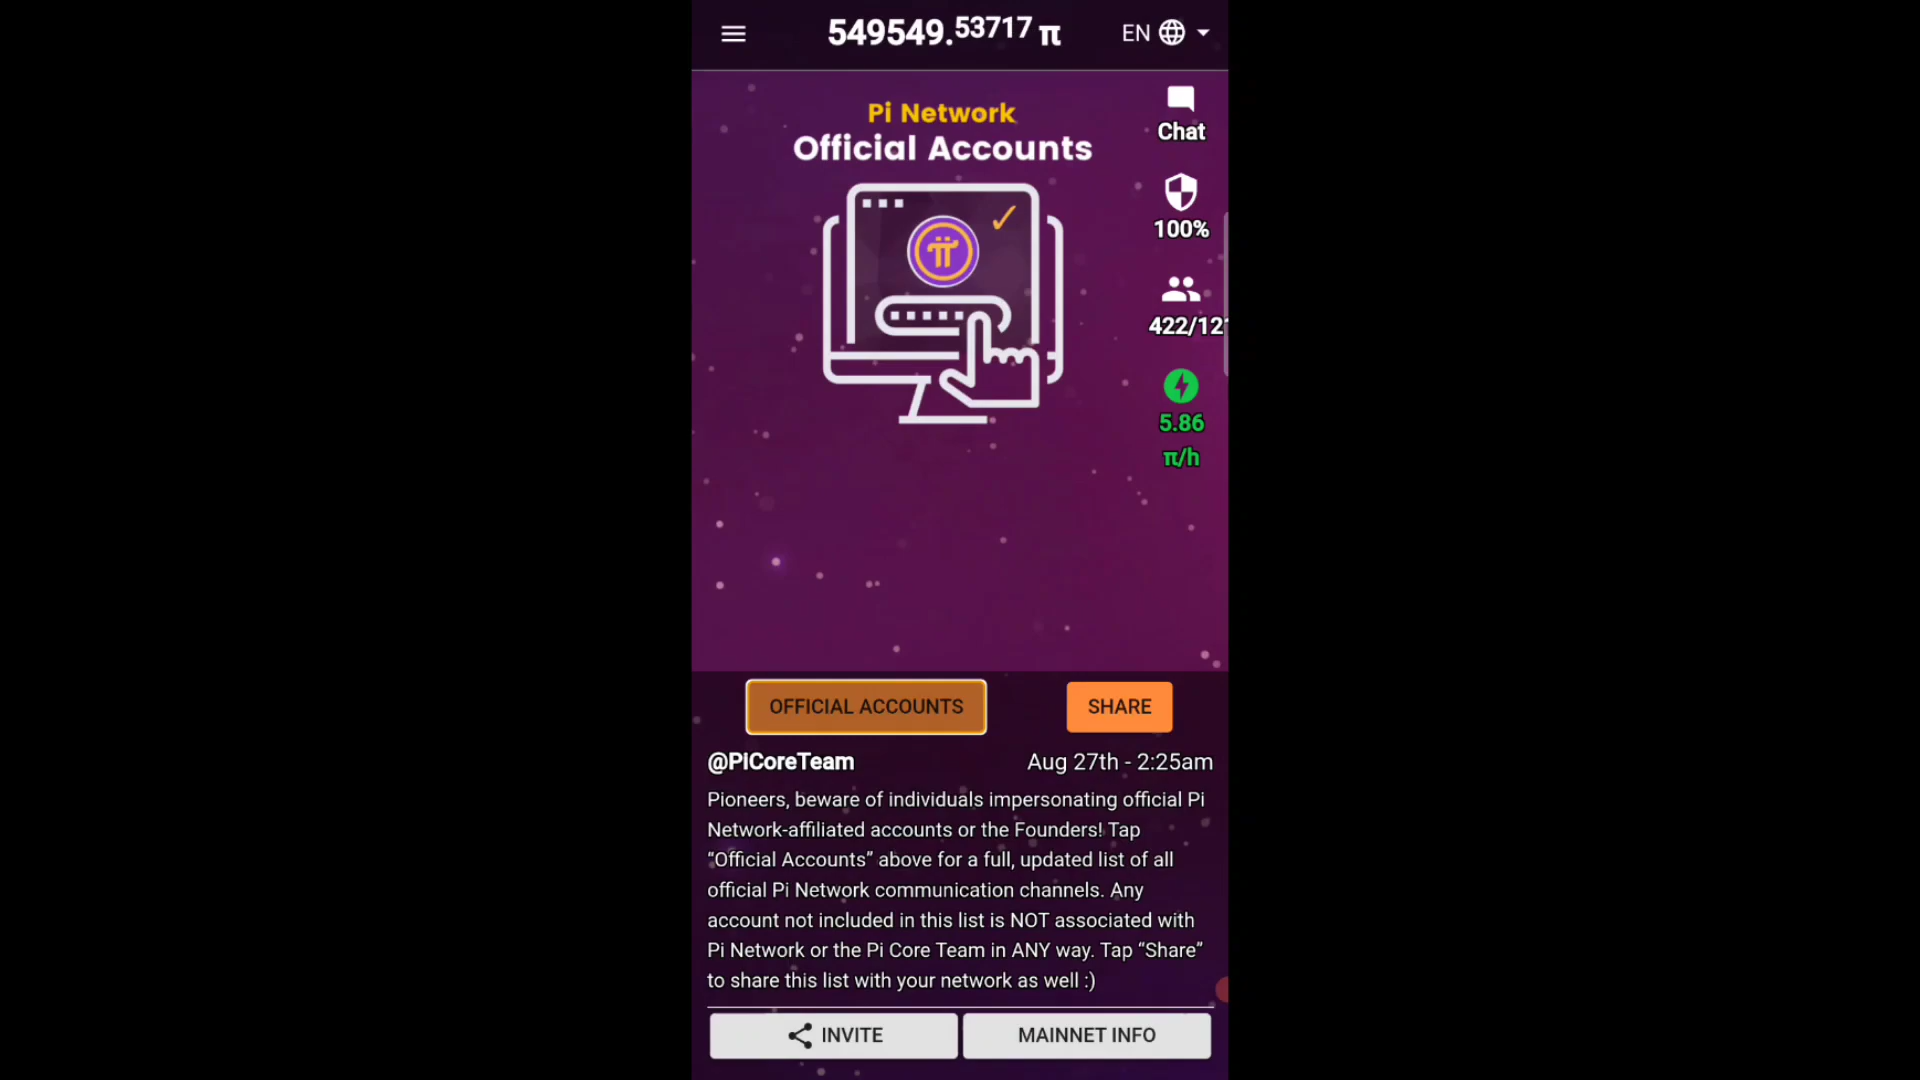 549549.53717 π
EN
Pi Network
Official Accounts
Chat
100%
422/12
5.86
π/h
OFFICIAL ACCOUNTS
SHARE
@PiCoreTeam
Aug 27th - 2:25am
Pioneers, beware of individuals impersonating official Pi
Network-affiliated accounts or the Founders! Tap
“Official Accounts” above for a full, updated list of all
official Pi Network communication channels. Any
account not included in this list is NOT associated with
Pi Network or the Pi Core Team in ANY way. Tap “Share”
to share this list with your network as well :)
INVITE
MAINNET INFO